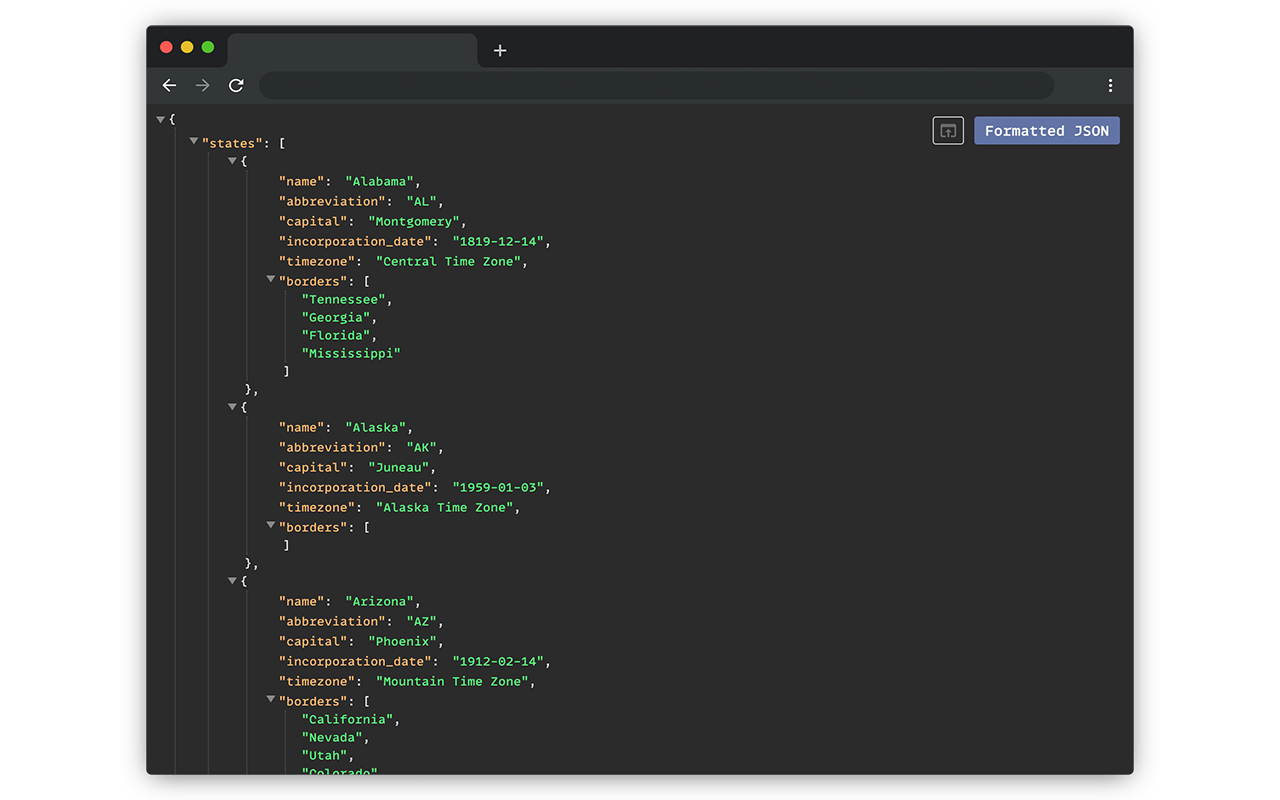 {
Formatted JSON
"states": [
{
"name": "Alabama",
"abbreviation": "AL",
"capital": "Montgomery",
"incorporation_date": "1819-12-14",
"timezone": "Central Time Zone",
"borders": [
"Tennessee",
"Georgia",
"Florida",
"Mississippi"
]
},
{
"name": "Alaska",
"abbreviation": "AK",
"capital": "Juneau",
"incorporation_date": "1959-01-03",
"timezone": "Alaska Time Zone",
"borders": [
]
},
{
"name": "Arizona",
"abbreviation": "AZ",
"capital": "Phoenix",
"incorporation_date": "1912-02-14",
"timezone": "Mountain Time Zone",
"borders": [
"California",
"Nevada",
"Utah",
"Colorado"